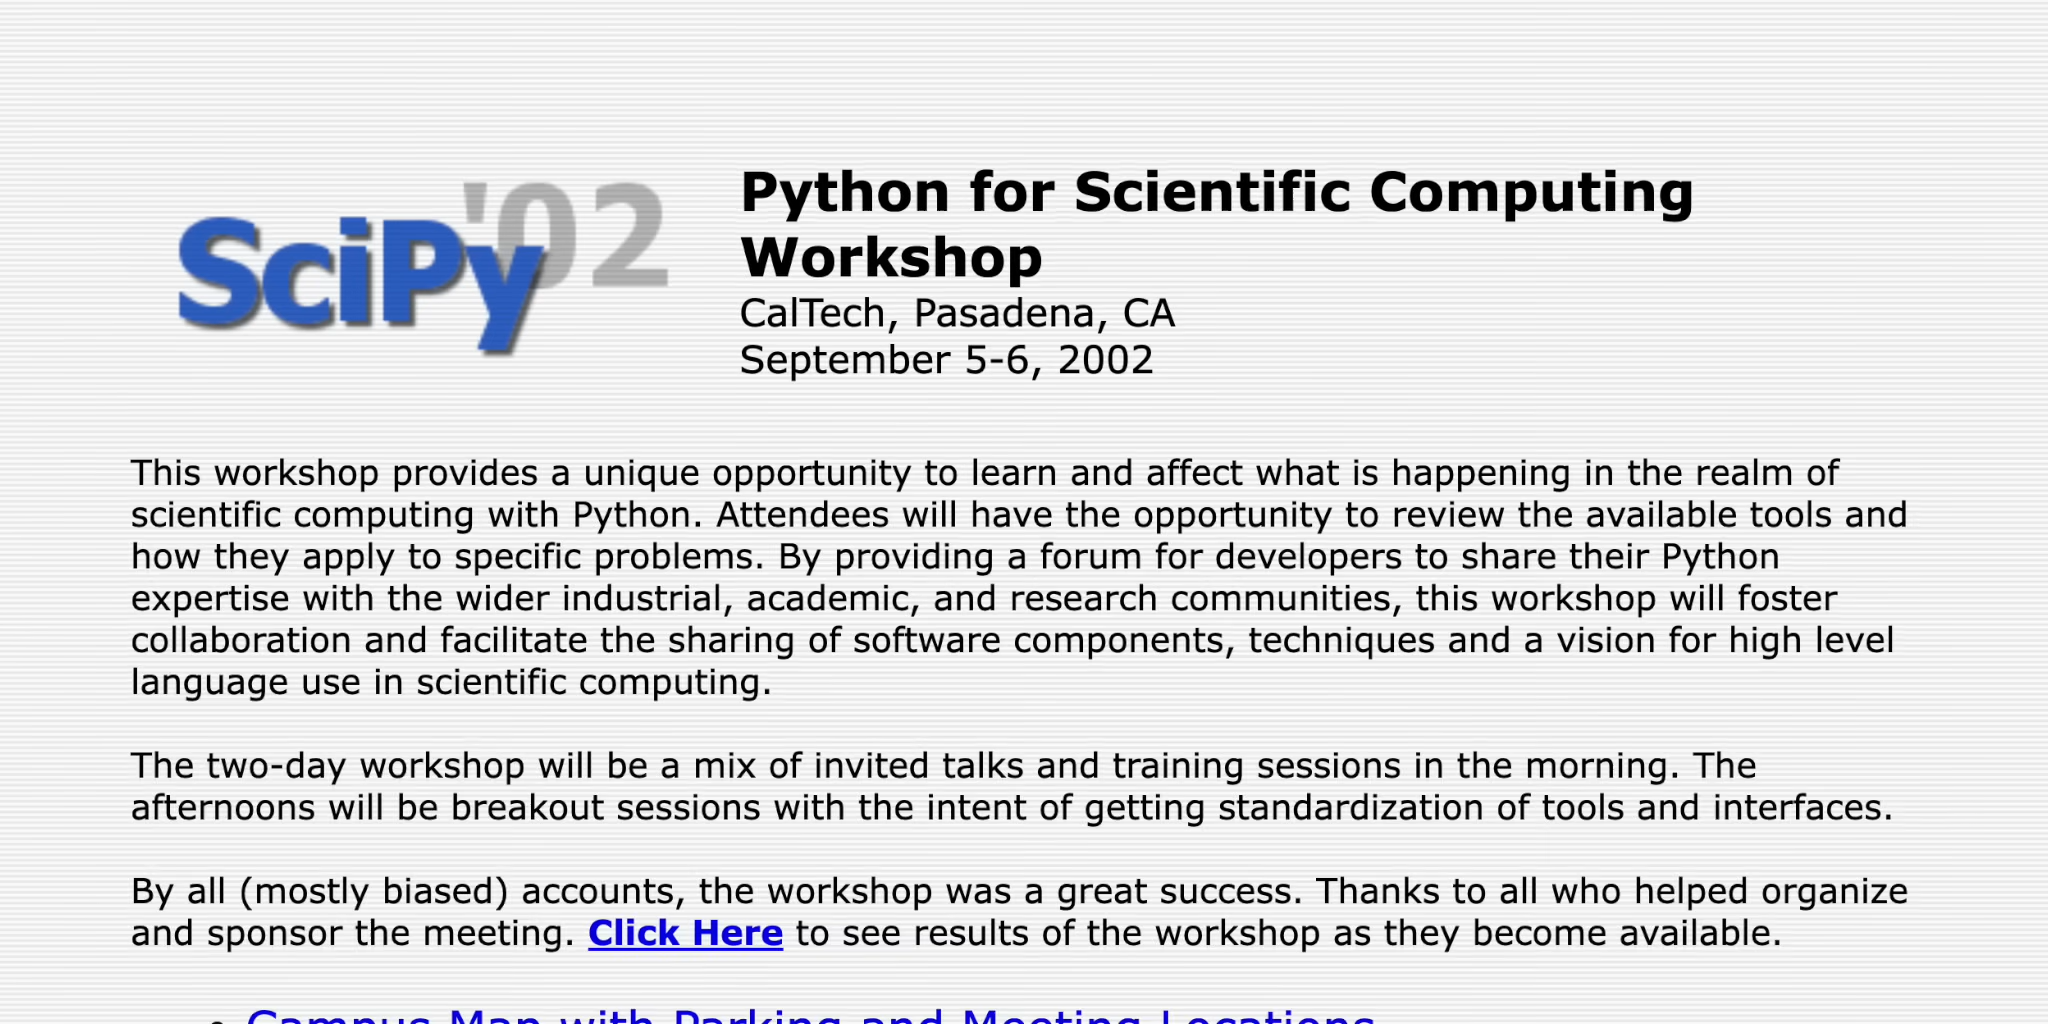 SciPy'02
Python for Scientific Computing
Workshop
CalTech, Pasadena, CA
September 5-6, 2002
This workshop provides a unique opportunity to learn and affect what is happening in the realm of
scientific computing with Python. Attendees will have the opportunity to review the available tools and
how they apply to specific problems. By providing a forum for developers to share their Python
expertise with the wider industrial, academic, and research communities, this workshop will foster
collaboration and facilitate the sharing of software components, techniques and a vision for high level
language use in scientific computing.
The two-day workshop will be a mix of invited talks and training sessions in the morning. The
afternoons will be breakout sessions with the intent of getting standardization of tools and interfaces.
By all (mostly biased) accounts, the workshop was a great success. Thanks to all who helped organize
and sponsor the meeting. Click Here to see results of the workshop as they become available.
• Campus Map with Parking and Meeting Locations